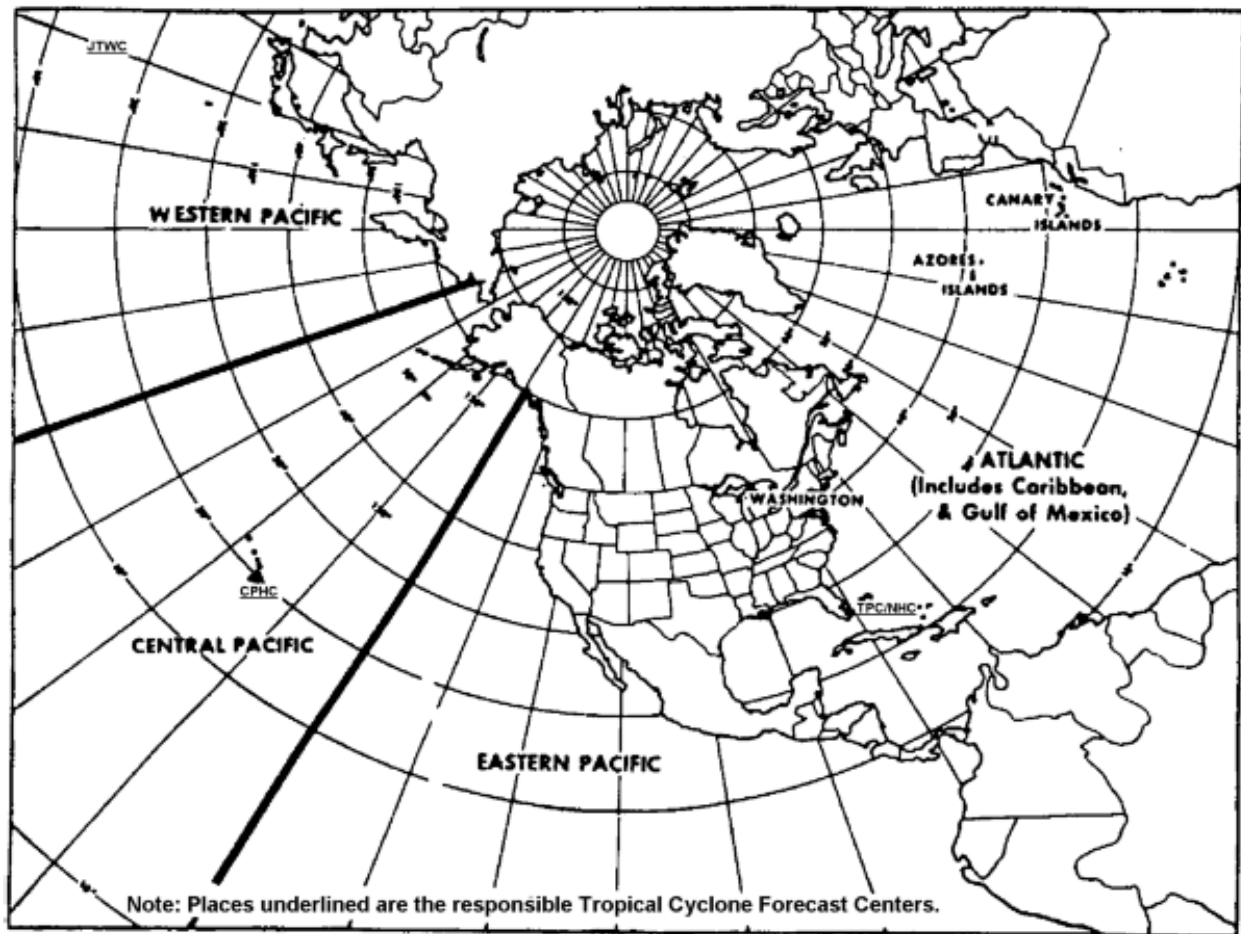 JTWC
WESTERN PACIFIC
CANARY
ISLANDS
AZORES
ISLANDS
ATLANTIC
(Includes Caribbean,
& Gulf of Mexico)
WASHINGTON
CPHC
TPC/NHC
CENTRAL PACIFIC
EASTERN PACIFIC
Note: Places underlined are the responsible Tropical Cyclone Forecast Centers.